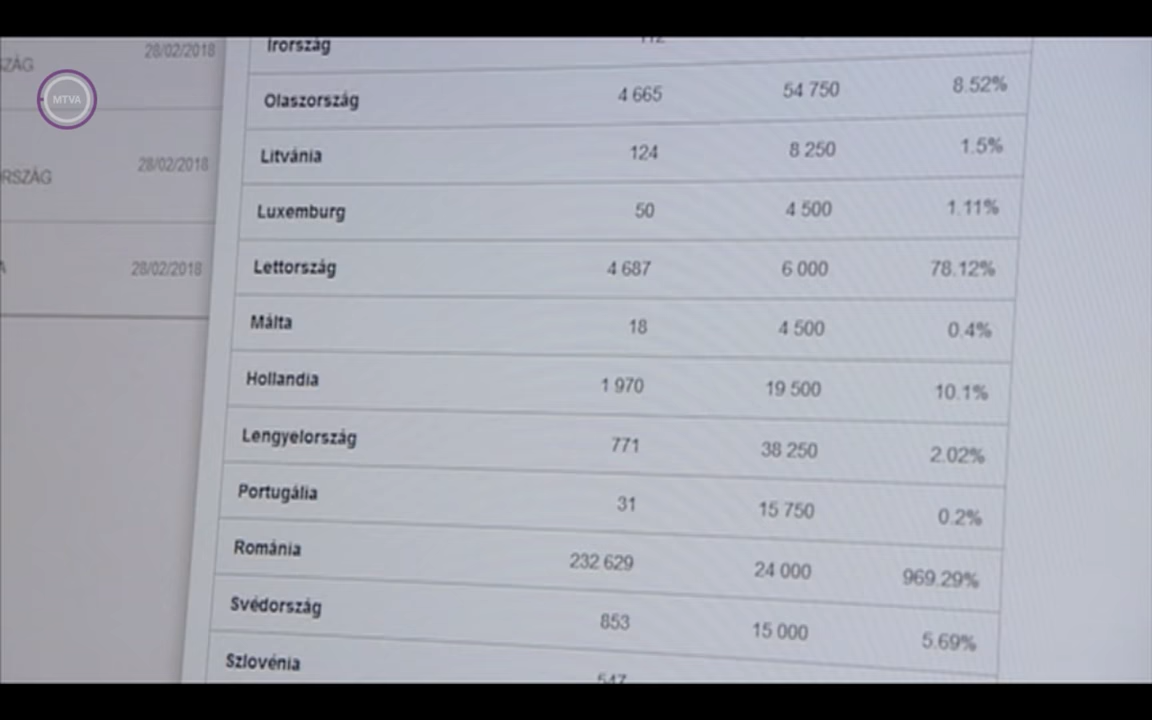 28/02/2018
SZÁG
MTVA
28/02/2018
RSZÁG
28/02/2018
Írország 112
Olaszország 4 665 54 750 8.52%
Litvánia 124 8 250 1.5%
Luxemburg 50 4 500 1.11%
Lettország 4 687 6 000 78.12%
Málta 18 4 500 0.4%
Hollandia 1 970 19 500 10.1%
Lengyelország 771 38 250 2.02%
Portugália 31 15 750 0.2%
Románia 232 629 24 000 969.29%
Svédország 853 15 000 5.69%
Szlovénia 547